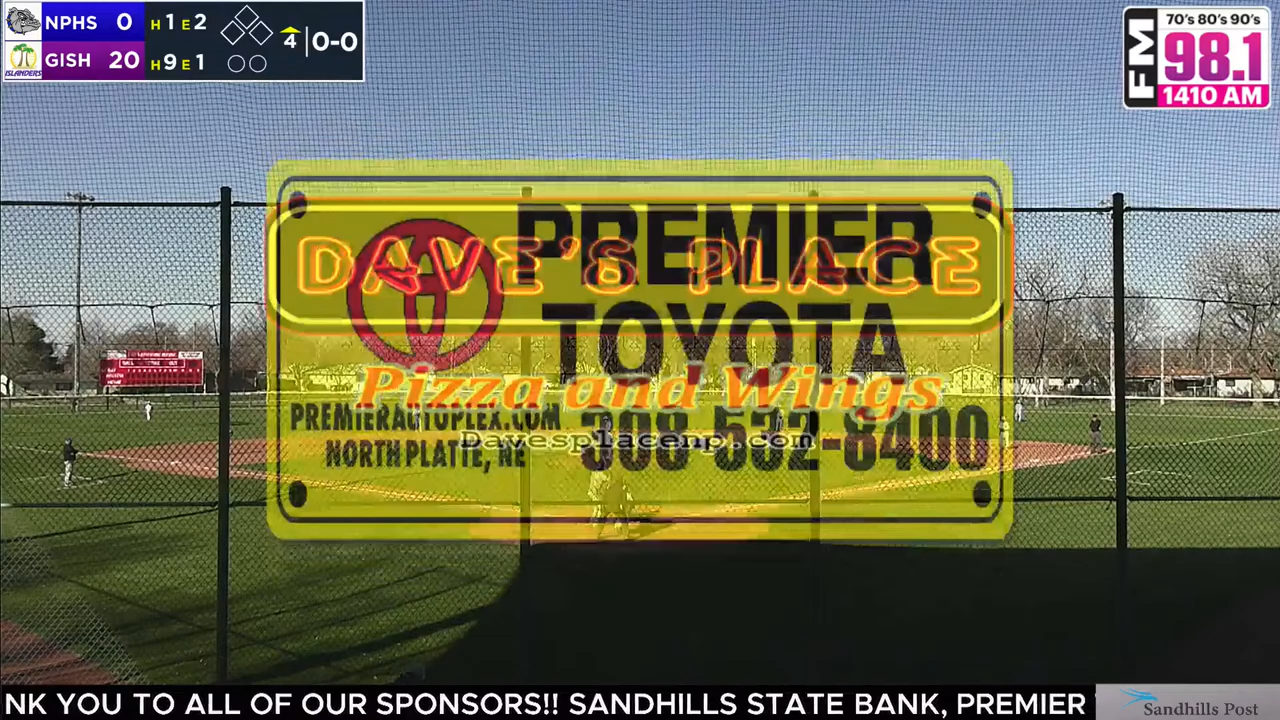 NPHS 0 H 1 E 2
ISLANDERS GISH 20 H 9 E 1
4 0-0
70's 80's 90's
FM 98.1
1410 AM
PREMIER
DAVE'S PLACE
TOYOTA
Pizza and Wings
PREMIERAUTOPLEX.COM
NORTH PLATTE, NE
308-532-8400
Davesplacenp.com
NK YOU TO ALL OF OUR SPONSORS!! SANDHILLS STATE BANK, PREMIER
Sandhills Post